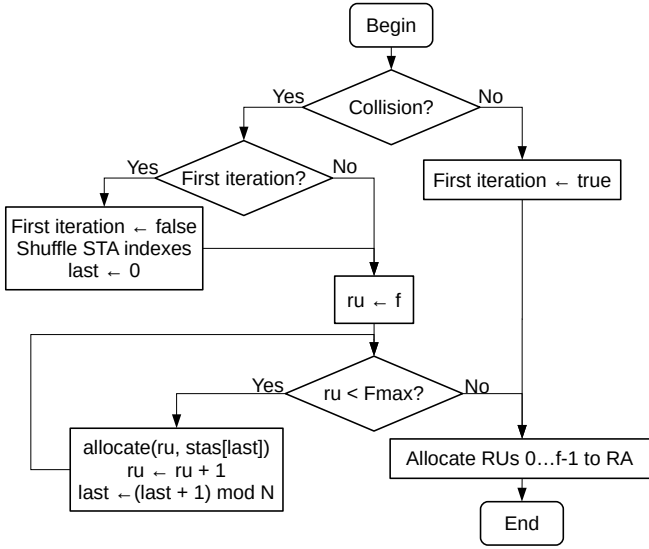 Begin
Collision?
Yes
No
First iteration?
Yes
No
First iteration ← true
First iteration ← false
Shuffle STA indexes
last ← 0
ru ← f
ru < Fmax?
Yes
No
allocate(ru, stas[last])
ru ← ru + 1
last ←(last + 1) mod N
Allocate RUs 0…f-1 to RA
End